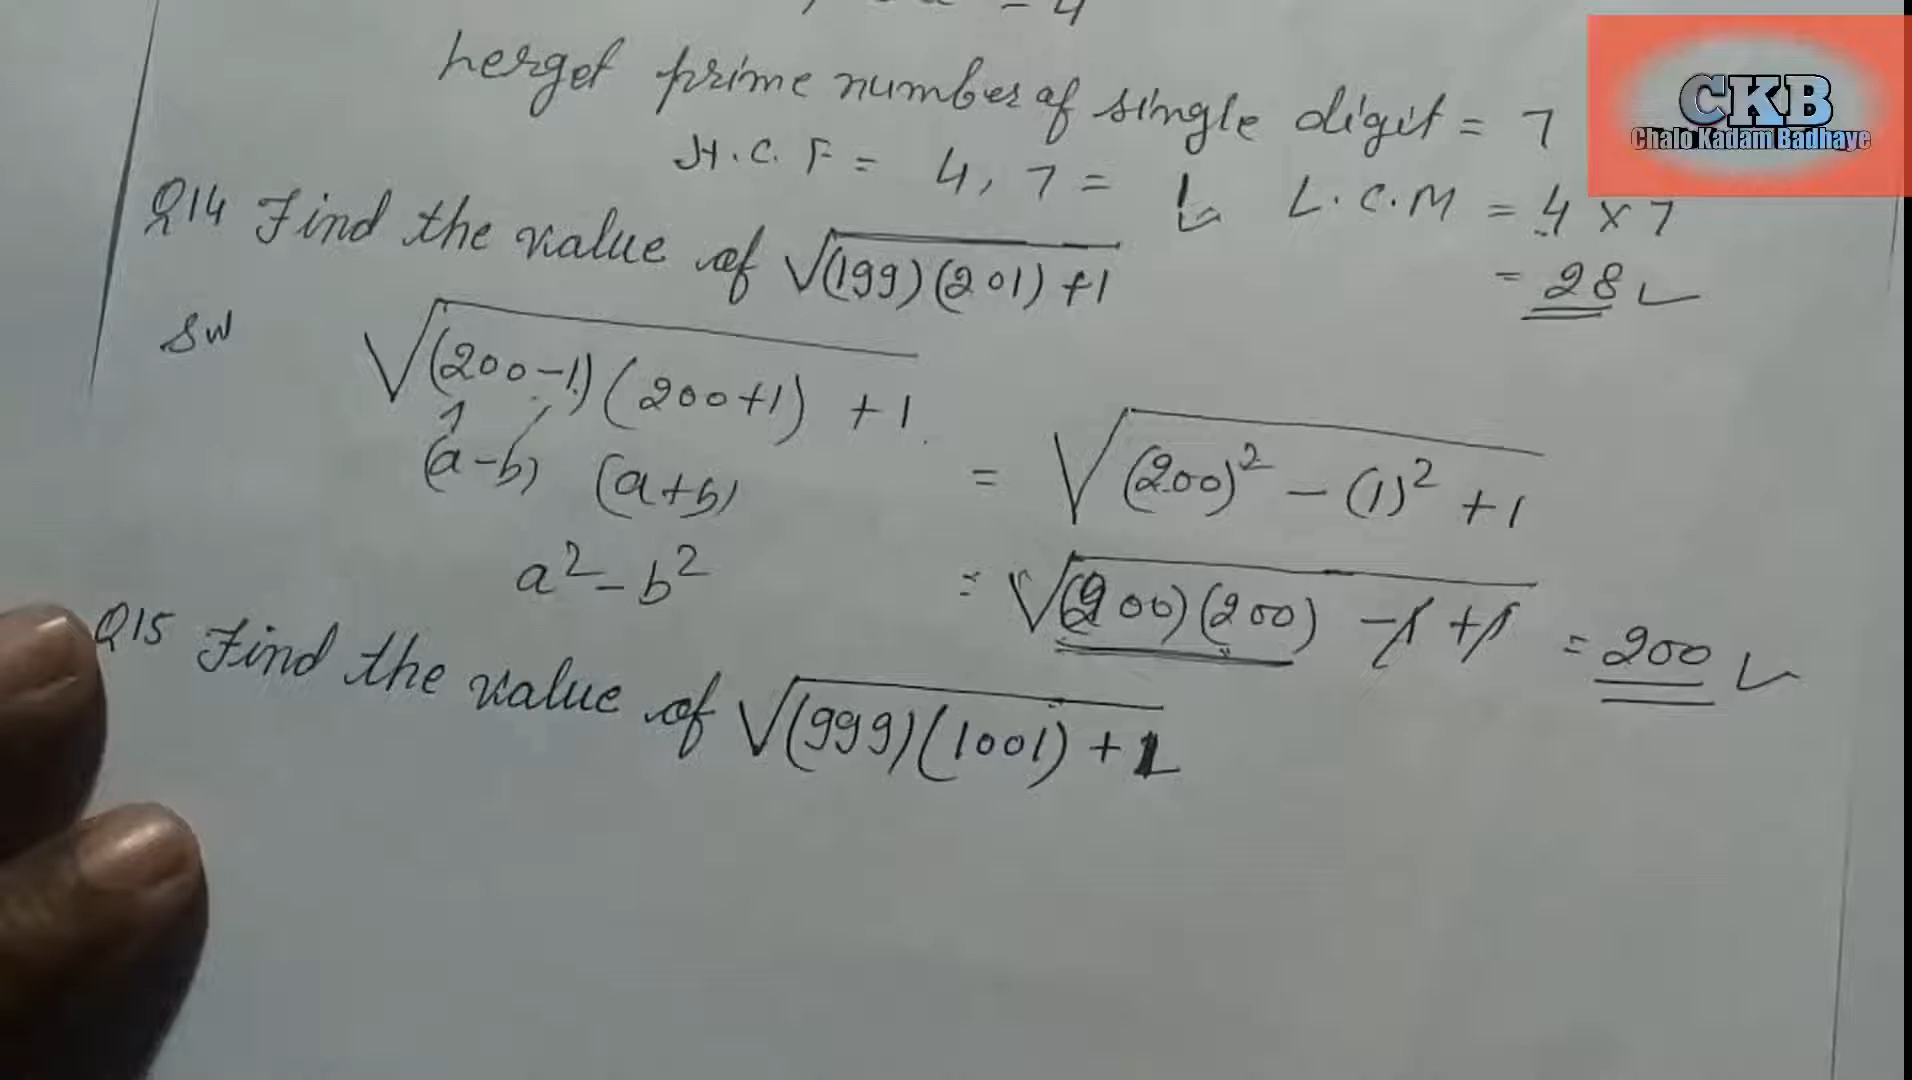 = 4
herget prime number of single digit = 7
H.C.F = 4, 7 = 1 L.C.M = 4 x 7
= 28
Q14 Find the value of √(199)(201) +1
√(200-1)(200+1) +1
(a-b) (a+b)
= √(200)² - (1)² +1
a² - b²
= √(200)(200) -1 +1 = 200
Q15 Find the value of √(999)(1001) + 1
CKB
Chalo Kadam Badhaye